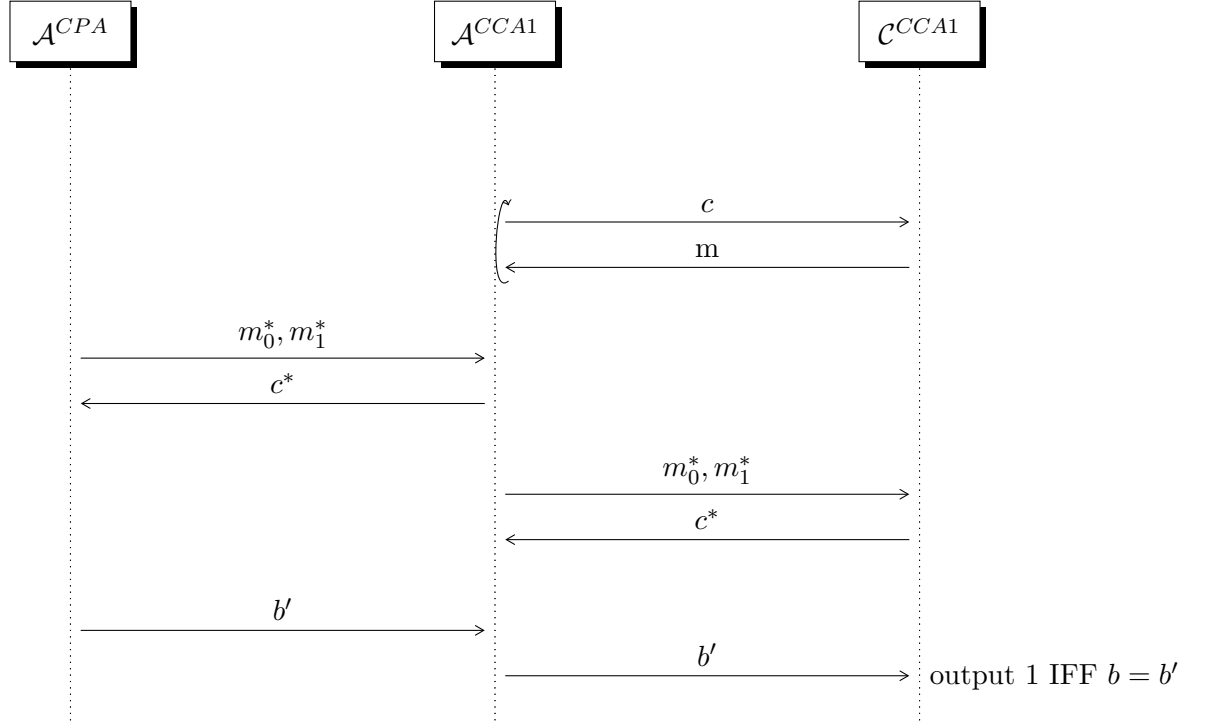 𝒜^{CPA} 𝒜^{CCA1} 𝒞^{CCA1}
c
m
m_0^*, m_1^*
c^*
m_0^*, m_1^*
c^*
b′
b′
output 1 IFF b = b′